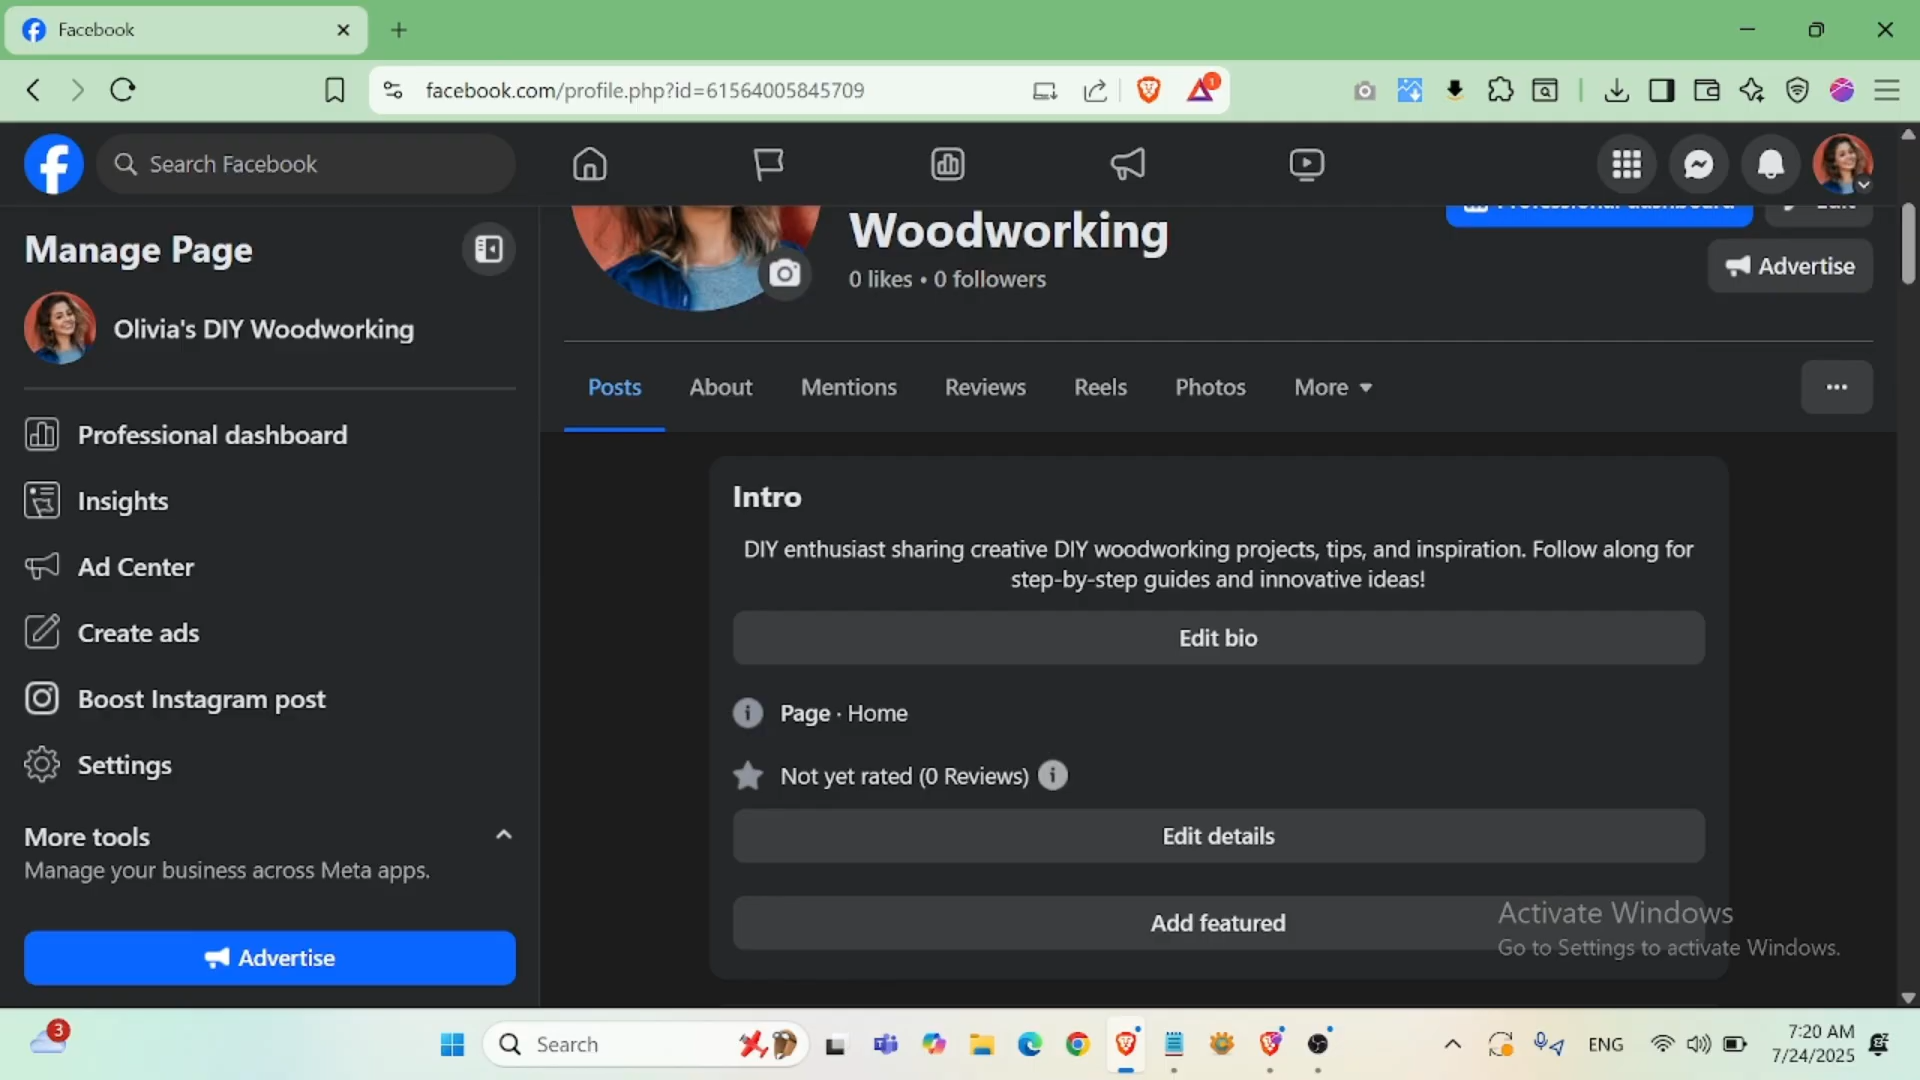 Facebook
facebook.com/profile.php?id=61564005845709
1
Search Facebook
Manage Page
Olivia's DIY Woodworking
Professional dashboard
Insights
Ad Center
Create ads
Boost Instagram post
Settings
More tools
Manage your business across Meta apps.
Advertise
Woodworking
0 likes • 0 followers
Professional dashboard
Edit
Advertise
Posts
About
Mentions
Reviews
Reels
Photos
More
Intro
DIY enthusiast sharing creative DIY woodworking projects, tips, and inspiration. Follow along for
step-by-step guides and innovative ideas!
Edit bio
Page · Home
Not yet rated (0 Reviews)
Edit details
Add featured
Activate Windows
Go to Settings to activate Windows.
3
Search
ENG
7:20 AM
7/24/2025